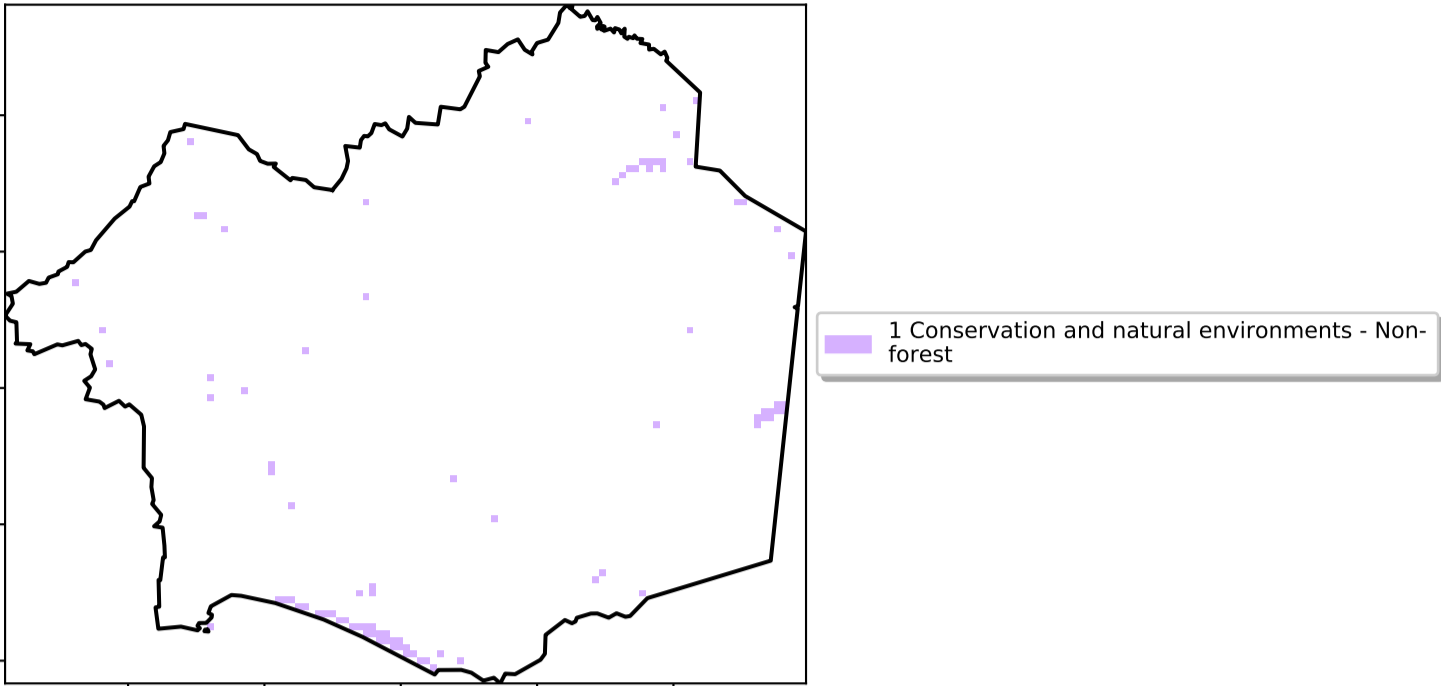 1 Conservation and natural environments - Non-
forest